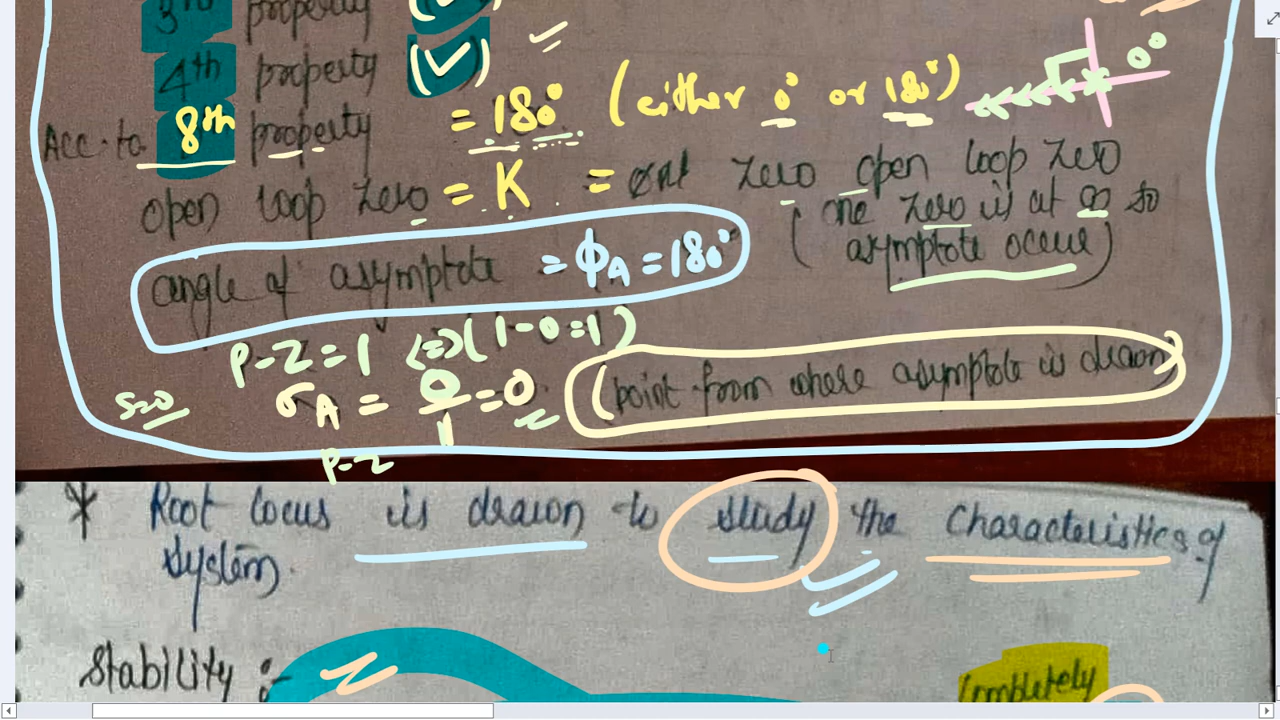 3rd property (✓)
4th property (✓)
Acc. to 8th property = 180° (either 0° or 180°) 0°
open loop zero = K = zero open loop zero
(one zero is at ∞ so
asymptote occur)
angle of asymptote = ϕA = 180°
P-Z=1 (=>(1-0=1)
s=0 σA = 0/1 = 0 (point from where asymptote is drawn)
P-Z
* Root locus is drawn to study the characteristics of
system.
Stability :-
Completely